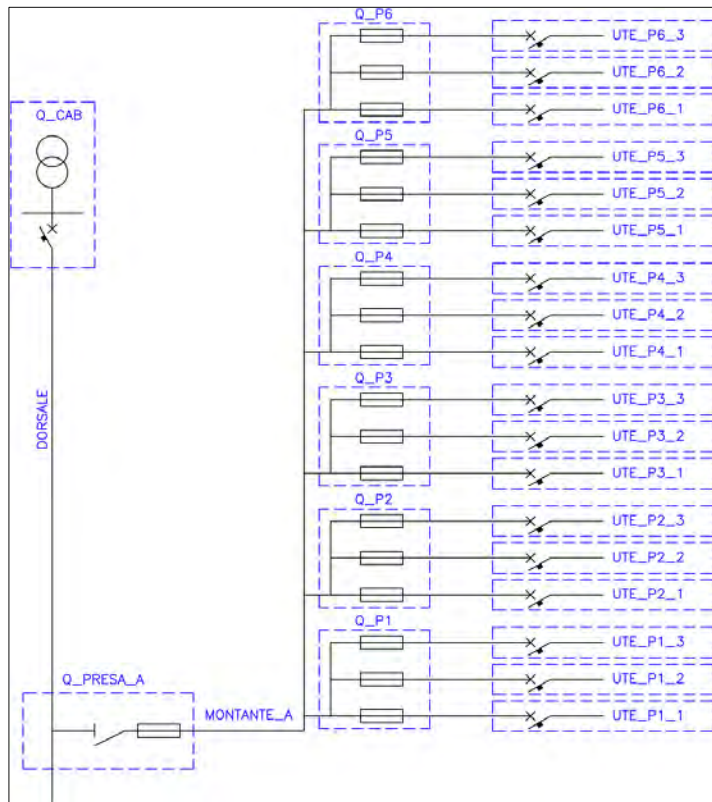 Q_P6
UTE_P6_3
UTE_P6_2
UTE_P6_1
Q_CAB
Q_P5
UTE_P5_3
UTE_P5_2
UTE_P5_1
Q_P4
UTE_P4_3
UTE_P4_2
UTE_P4_1
DORSALE
Q_P3
UTE_P3_3
UTE_P3_2
UTE_P3_1
Q_P2
UTE_P2_3
UTE_P2_2
UTE_P2_1
Q_P1
UTE_P1_3
UTE_P1_2
UTE_P1_1
Q_PRESA_A
MONTANTE_A